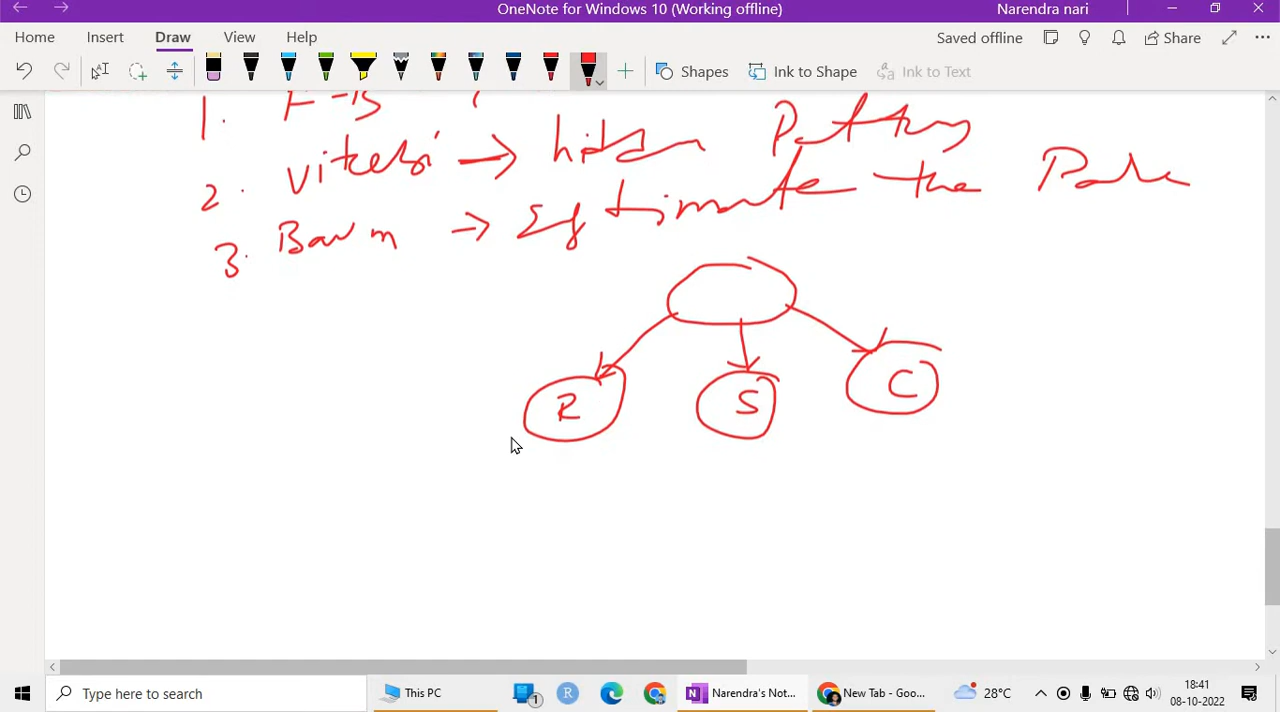 OneNote for Windows 10 (Working offline)
Narendra nari
Home Insert Draw View Help
Saved offline
Share
Shapes
Ink to Shape
Ink to Text
1. F-B
2. Viterbi → hidden Pattern
3. Baum → Estimate the Para
R S C
Type here to search
This PC
1
R
Narendra's Not...
New Tab - Goo...
28°C
18:41
08-10-2022